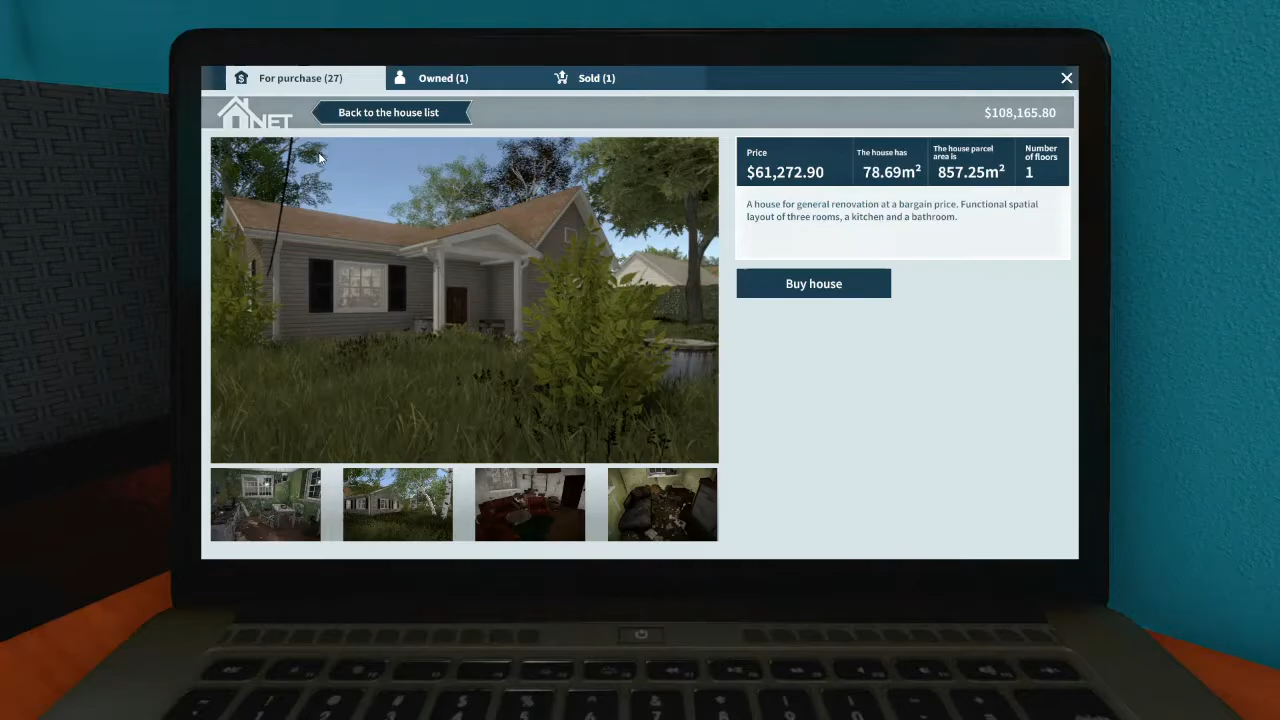 For purchase (27)
Owned (1)
Sold (1)
NET
Back to the house list
$108,165.80
Price
$61,272.90
The house has
78.69m²
The house parcel
area is
857.25m²
Number
of floors
1
A house for general renovation at a bargain price. Functional spatial
layout of three rooms, a kitchen and a bathroom.
Buy house